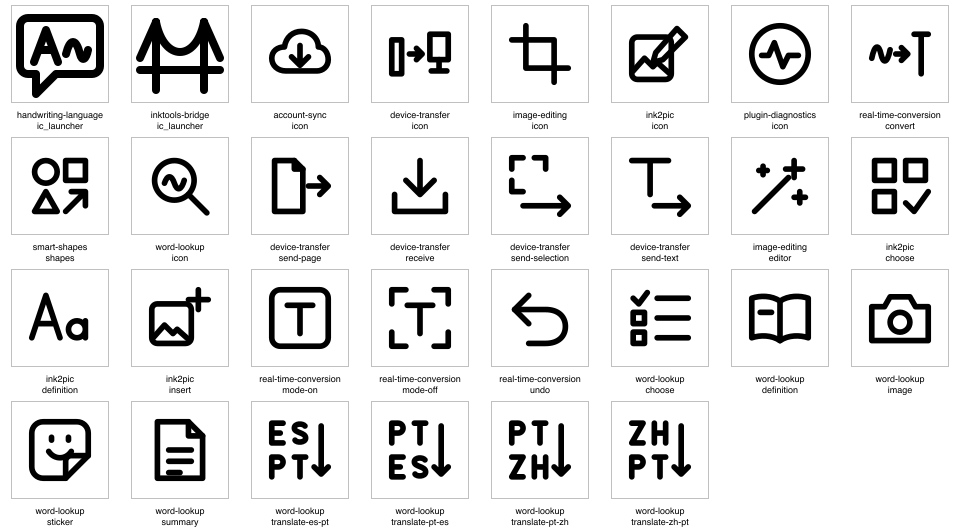 A
handwriting-language
ic_launcher
inktools-bridge
ic_launcher
account-sync
icon
device-transfer
icon
image-editing
icon
ink2pic
icon
plugin-diagnostics
icon
T
real-time-conversion
convert
smart-shapes
shapes
word-lookup
icon
device-transfer
send-page
device-transfer
receive
device-transfer
send-selection
T
device-transfer
send-text
image-editing
editor
ink2pic
choose
Aa
ink2pic
definition
ink2pic
insert
T
real-time-conversion
mode-on
T
real-time-conversion
mode-off
real-time-conversion
undo
word-lookup
choose
word-lookup
definition
word-lookup
image
word-lookup
sticker
word-lookup
summary
ES
PT
word-lookup
translate-es-pt
PT
ES
word-lookup
translate-pt-es
PT
ZH
word-lookup
translate-pt-zh
ZH
PT
word-lookup
translate-zh-pt